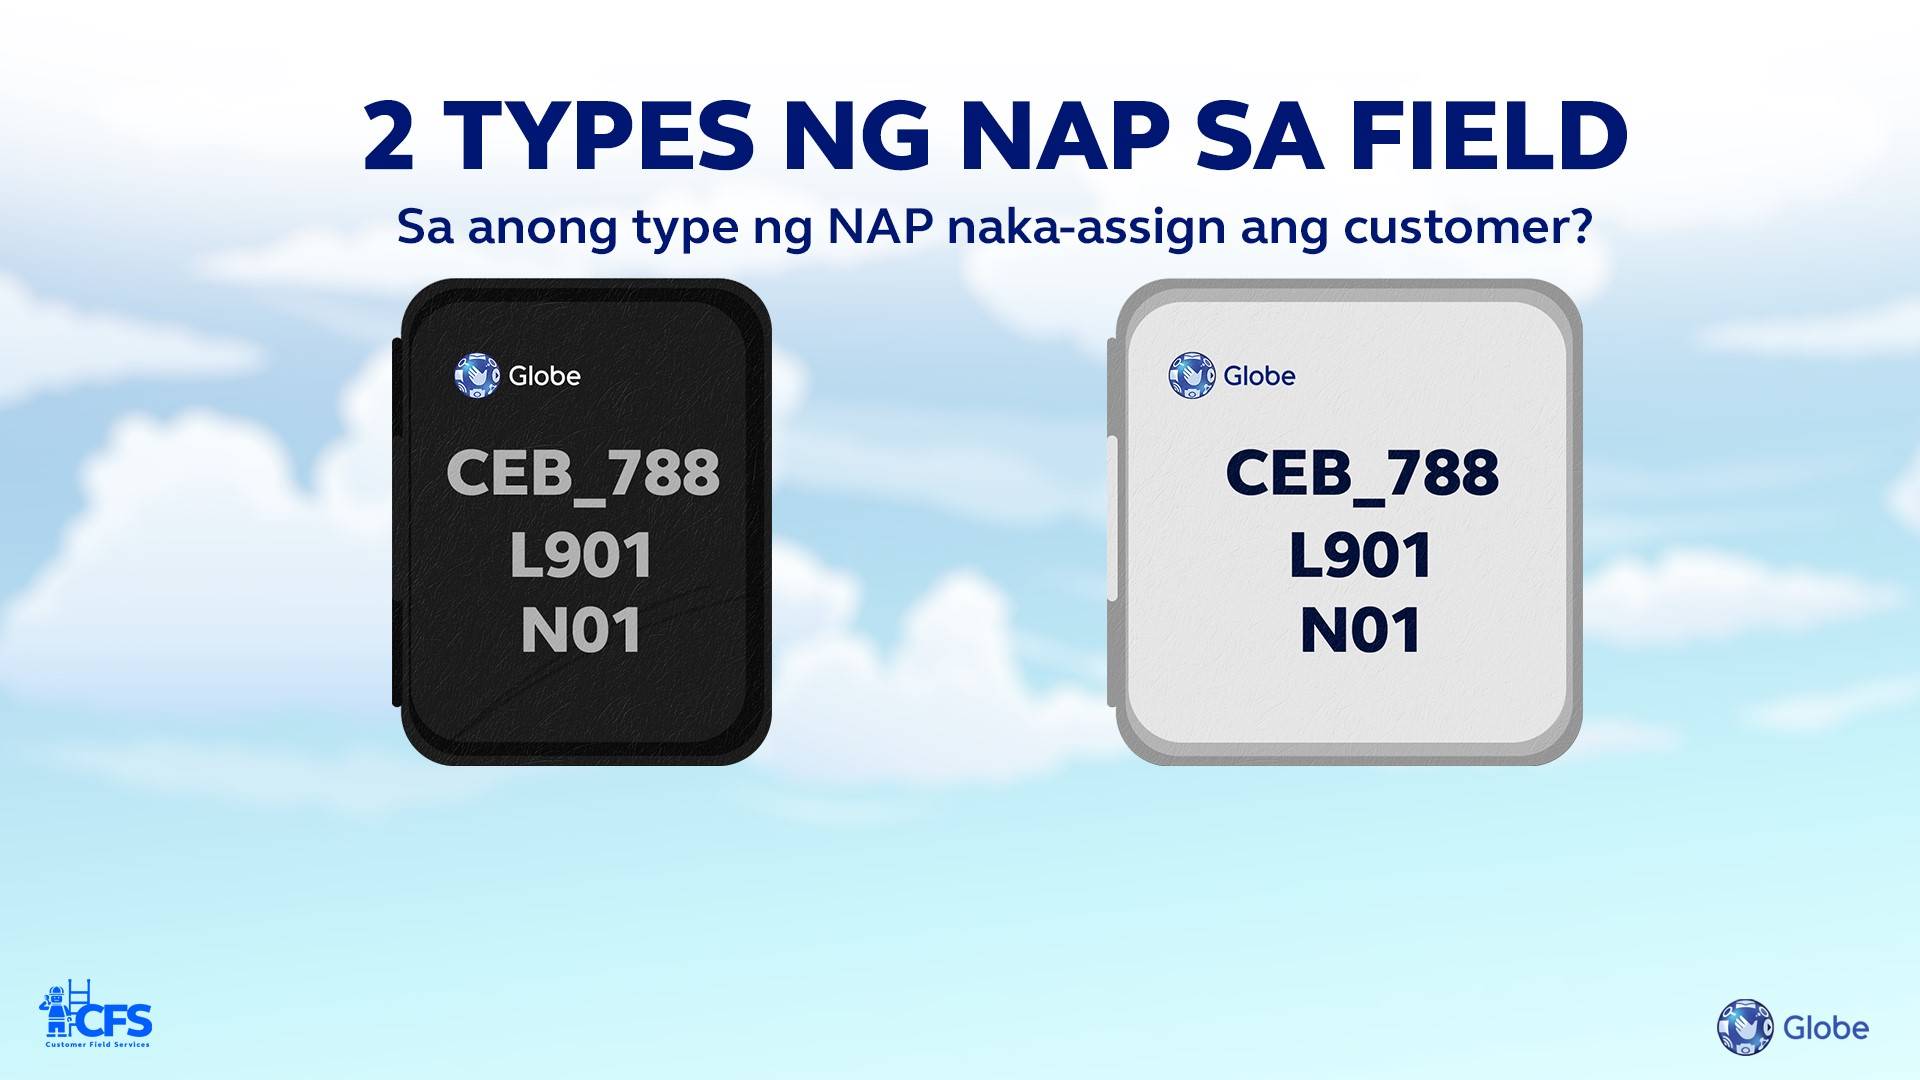 2 TYPES NG NAP SA FIELD
Sa anong type ng NAP naka-assign ang customer?
Globe
CEB_788
L901
N01
Globe
CEB_788
L901
N01
CFS
Customer Field Services
Globe